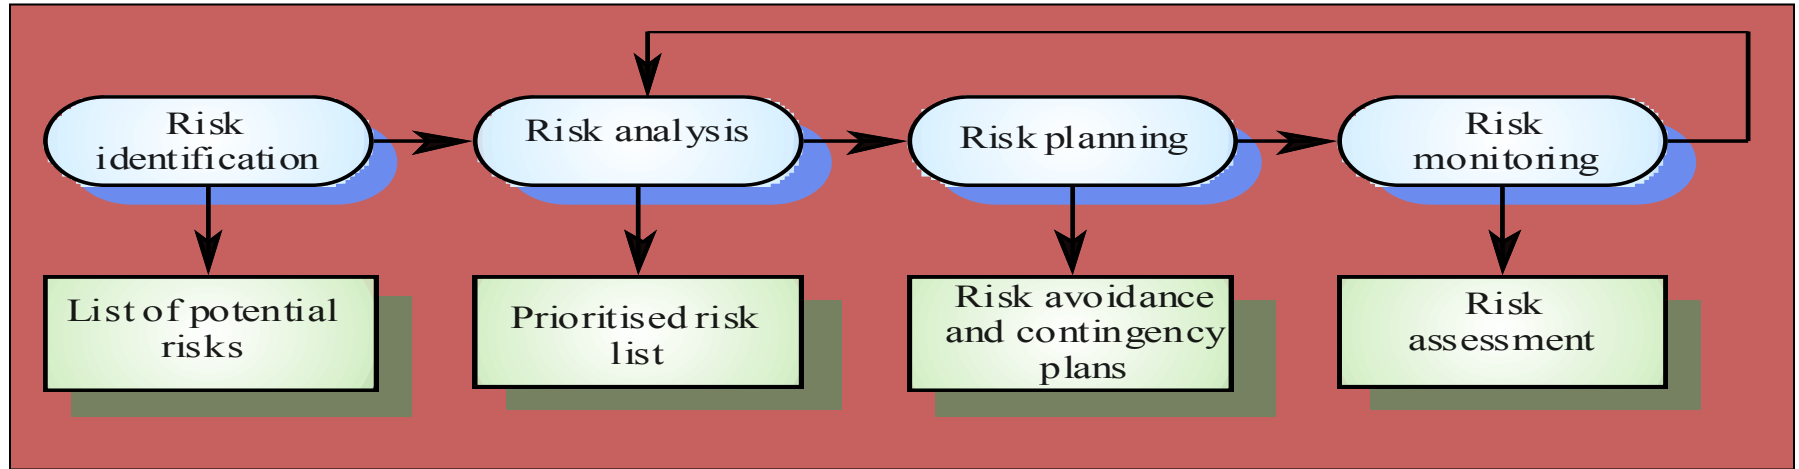 Risk
identification
Risk analysis
Risk planning
Risk
monitoring
List of potential
risks
Prioritised risk
list
Risk avoidance
and contingency
plans
Risk
assessment